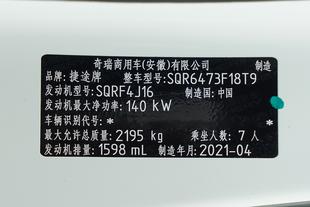 奇瑞商用车(安徽)有限公司 制造
品牌: 捷途牌 整车型号: SQR6473F18T9
发动机型号: SQRF4J16 制造国: 中国
发动机最大净功率: 140 kW
车辆识别代号: * *
最大允许总质量: 2195 kg 乘坐人数: 7 人
发动机排量: 1598 mL 制造年月: 2021-04